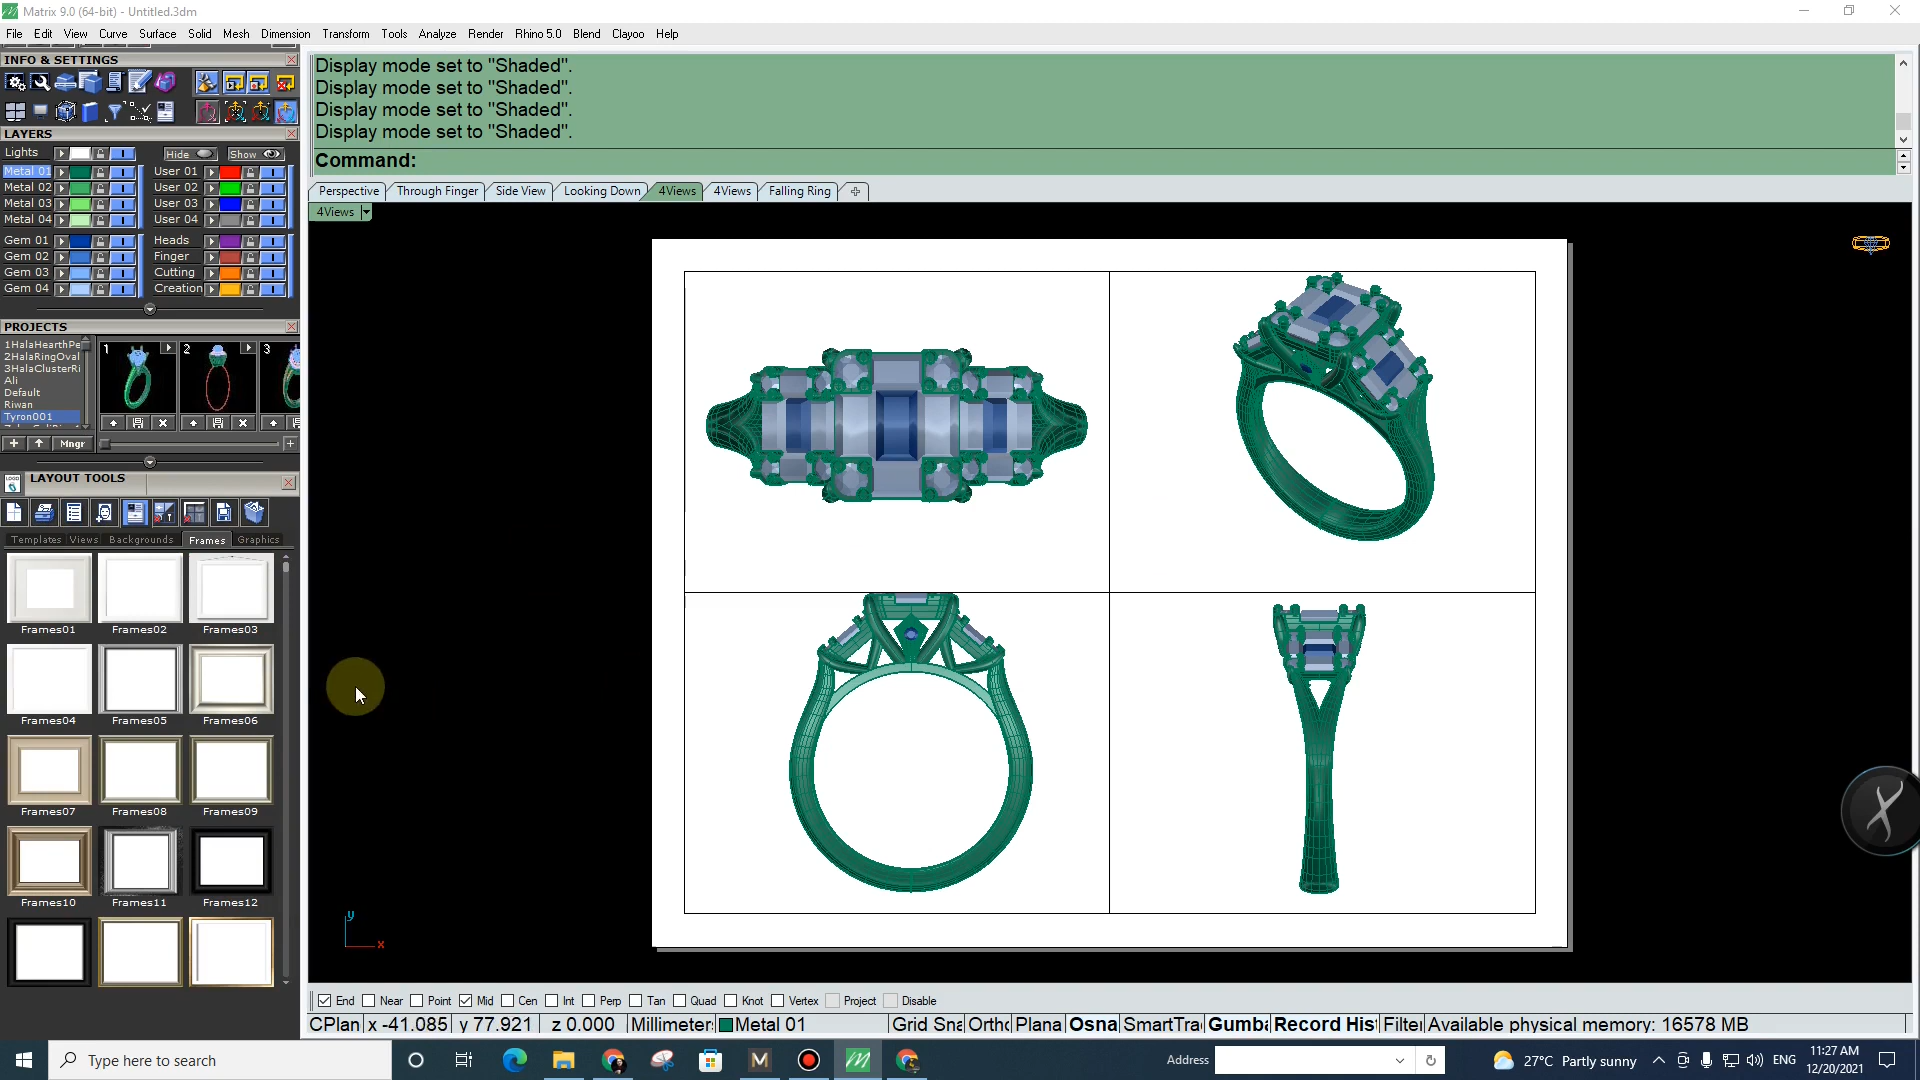 Matrix 9.0 (64-bit) - Untitled.3dm
File Edit View Curve Surface Solid Mesh Dimension Transform Tools Analyze Render Rhino 5.0 Blend Clayoo Help
INFO & SETTINGS
Display mode set to "Shaded".
Display mode set to "Shaded".
Display mode set to "Shaded".
Display mode set to "Shaded".
Command:
LAYERS
Lights Hide Show
Metal 01 User 01
Metal 02 User 02
Metal 03 User 03
Metal 04 User 04
Gem 01 Heads
Gem 02 Finger
Gem 03 Cutting
Gem 04 Creation
Perspective Through Finger Side View Looking Down 4Views 4Views Falling Ring
4Views
PROJECTS
1HalaHearthPe
2HalaRingOval
3HalaClusterRi
Ali
Default
Riwan
Tyron001
1 2 3
Mngr
LAYOUT TOOLS
Templates Views Backgrounds Frames Graphics
Frames01 Frames02 Frames03
Frames04 Frames05 Frames06
Frames07 Frames08 Frames09
Frames10 Frames11 Frames12
y
x
End Near Point Mid Cen Int Perp Tan Quad Knot Vertex Project Disable
CPlan x -41.085 y 77.921 z 0.000 Millimeter: Metal 01 Grid Sna Ortho Plana Osna SmartTra Gumba Record His Filter Available physical memory: 16578 MB
Type here to search
Address
27°C Partly sunny
ENG
11:27 AM
12/20/2021